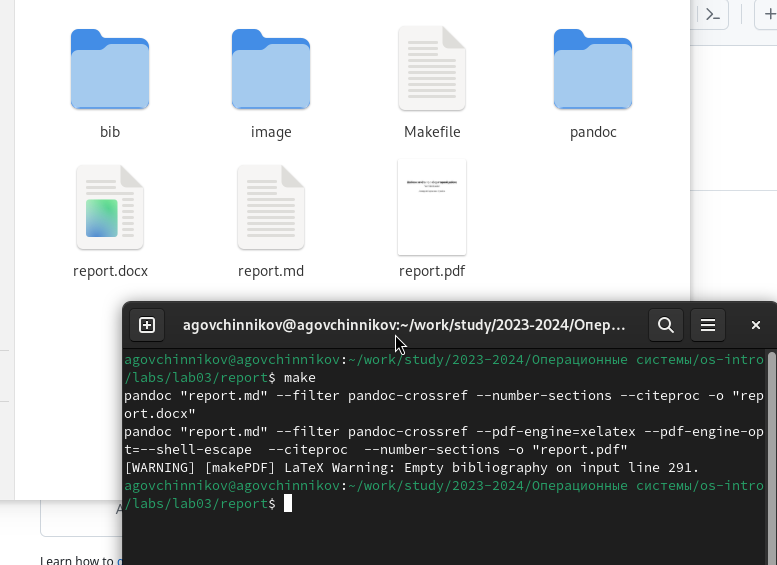 bib
image
Makefile
pandoc
report.docx
report.md
report.pdf
agovchinnikov@agovchinnikov:~/work/study/2023-2024/Опер...
agovchinnikov@agovchinnikov:~/work/study/2023-2024/Операционные системы/os-intro
/labs/lab03/report$ make
pandoc "report.md" --filter pandoc-crossref --number-sections --citeproc -o "rep
ort.docx"
pandoc "report.md" --filter pandoc-crossref --pdf-engine=xelatex --pdf-engine-op
t=--shell-escape  --citeproc  --number-sections -o "report.pdf"
[WARNING] [makePDF] LaTeX Warning: Empty bibliography on input line 291.
agovchinnikov@agovchinnikov:~/work/study/2023-2024/Операционные системы/os-intro
/labs/lab03/report$
Learn how to